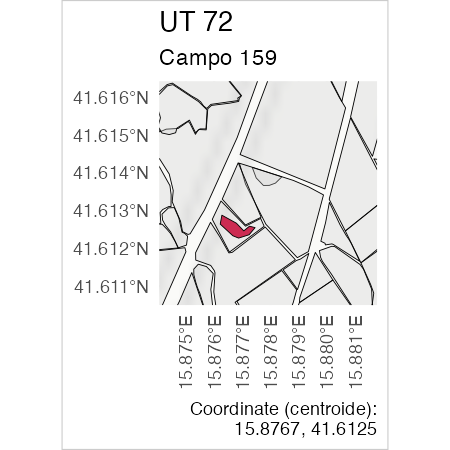 UT 72
Campo 159
41.616°N
41.615°N
41.614°N
41.613°N
41.612°N
41.611°N
15.875°E
15.876°E
15.877°E
15.878°E
15.879°E
15.880°E
15.881°E
Coordinate (centroide):
15.8767, 41.6125